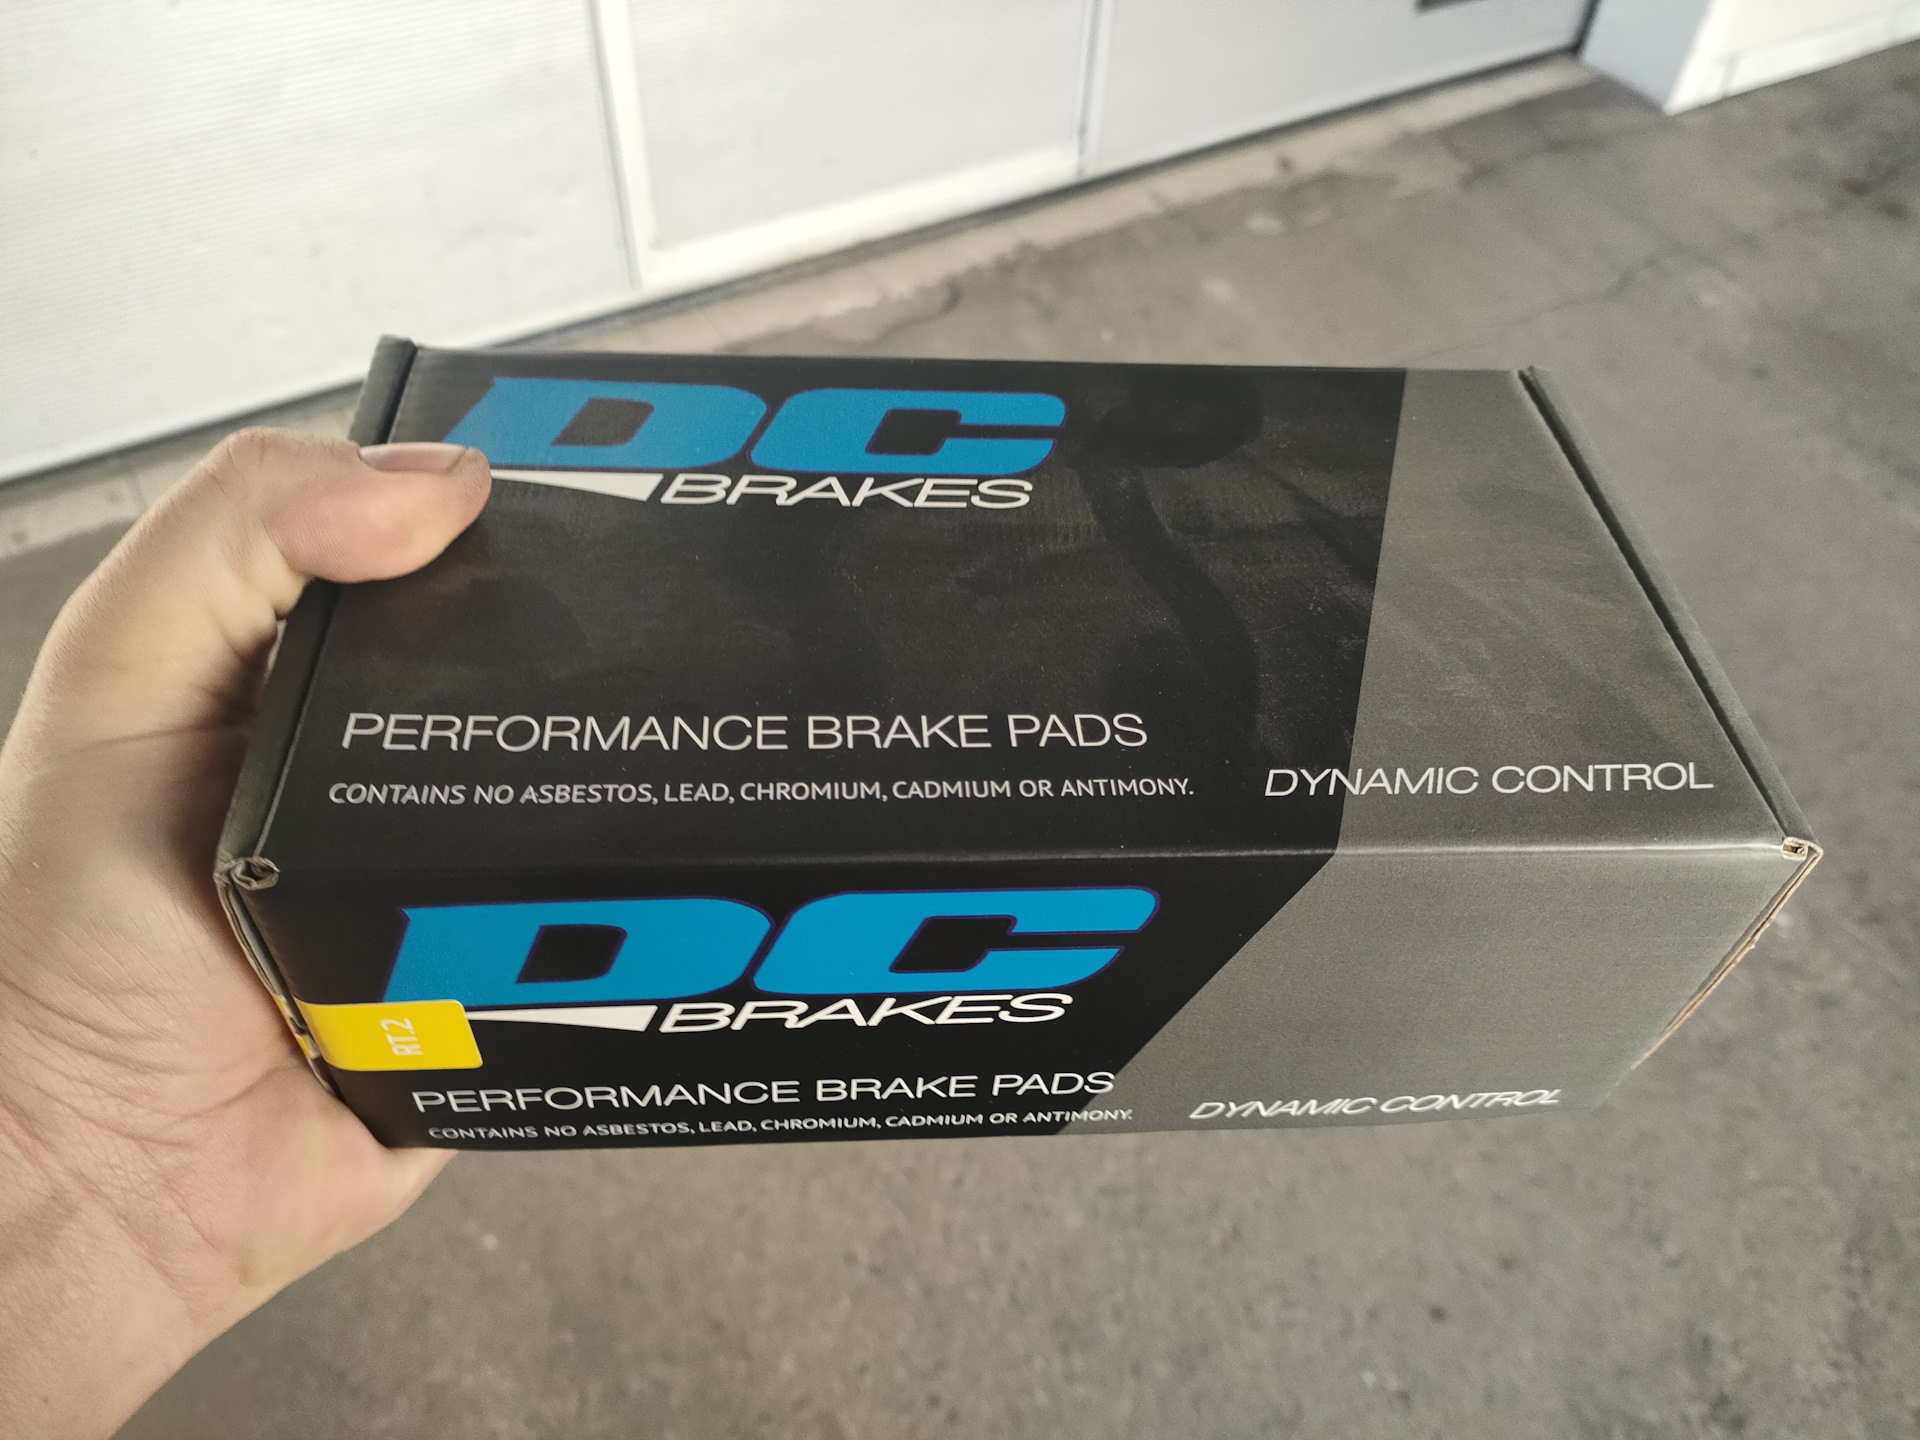 DC
BRAKES
PERFORMANCE BRAKE PADS
CONTAINS NO ASBESTOS, LEAD, CHROMIUM, CADMIUM OR ANTIMONY.
DYNAMIC CONTROL
DC
BRAKES
RT.2
PERFORMANCE BRAKE PADS
CONTAINS NO ASBESTOS, LEAD, CHROMIUM, CADMIUM OR ANTIMONY.
DYNAMIC CONTROL